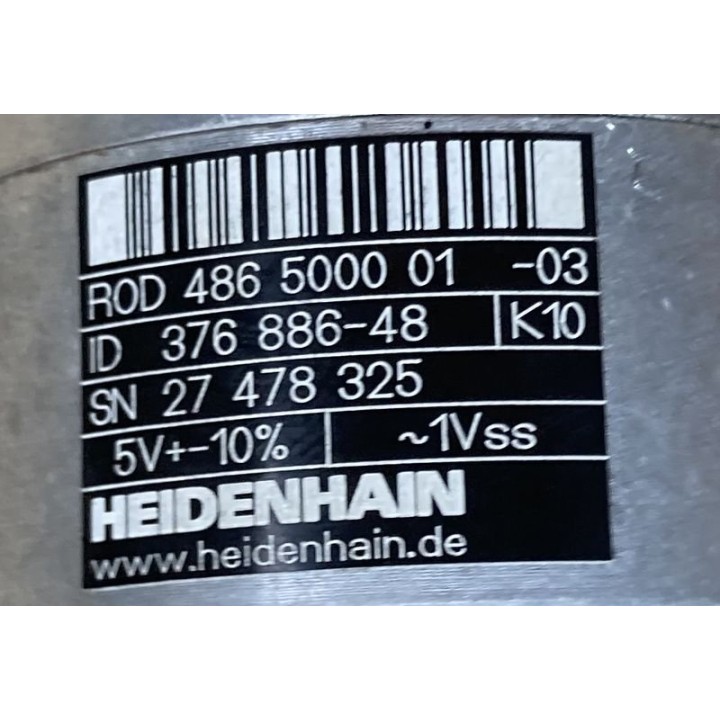 ROD 486 5000 01 -03
ID 376 886-48 K10
SN 27 478 325
5V+-10% ~1Vss
HEIDENHAIN
www.heidenhain.de